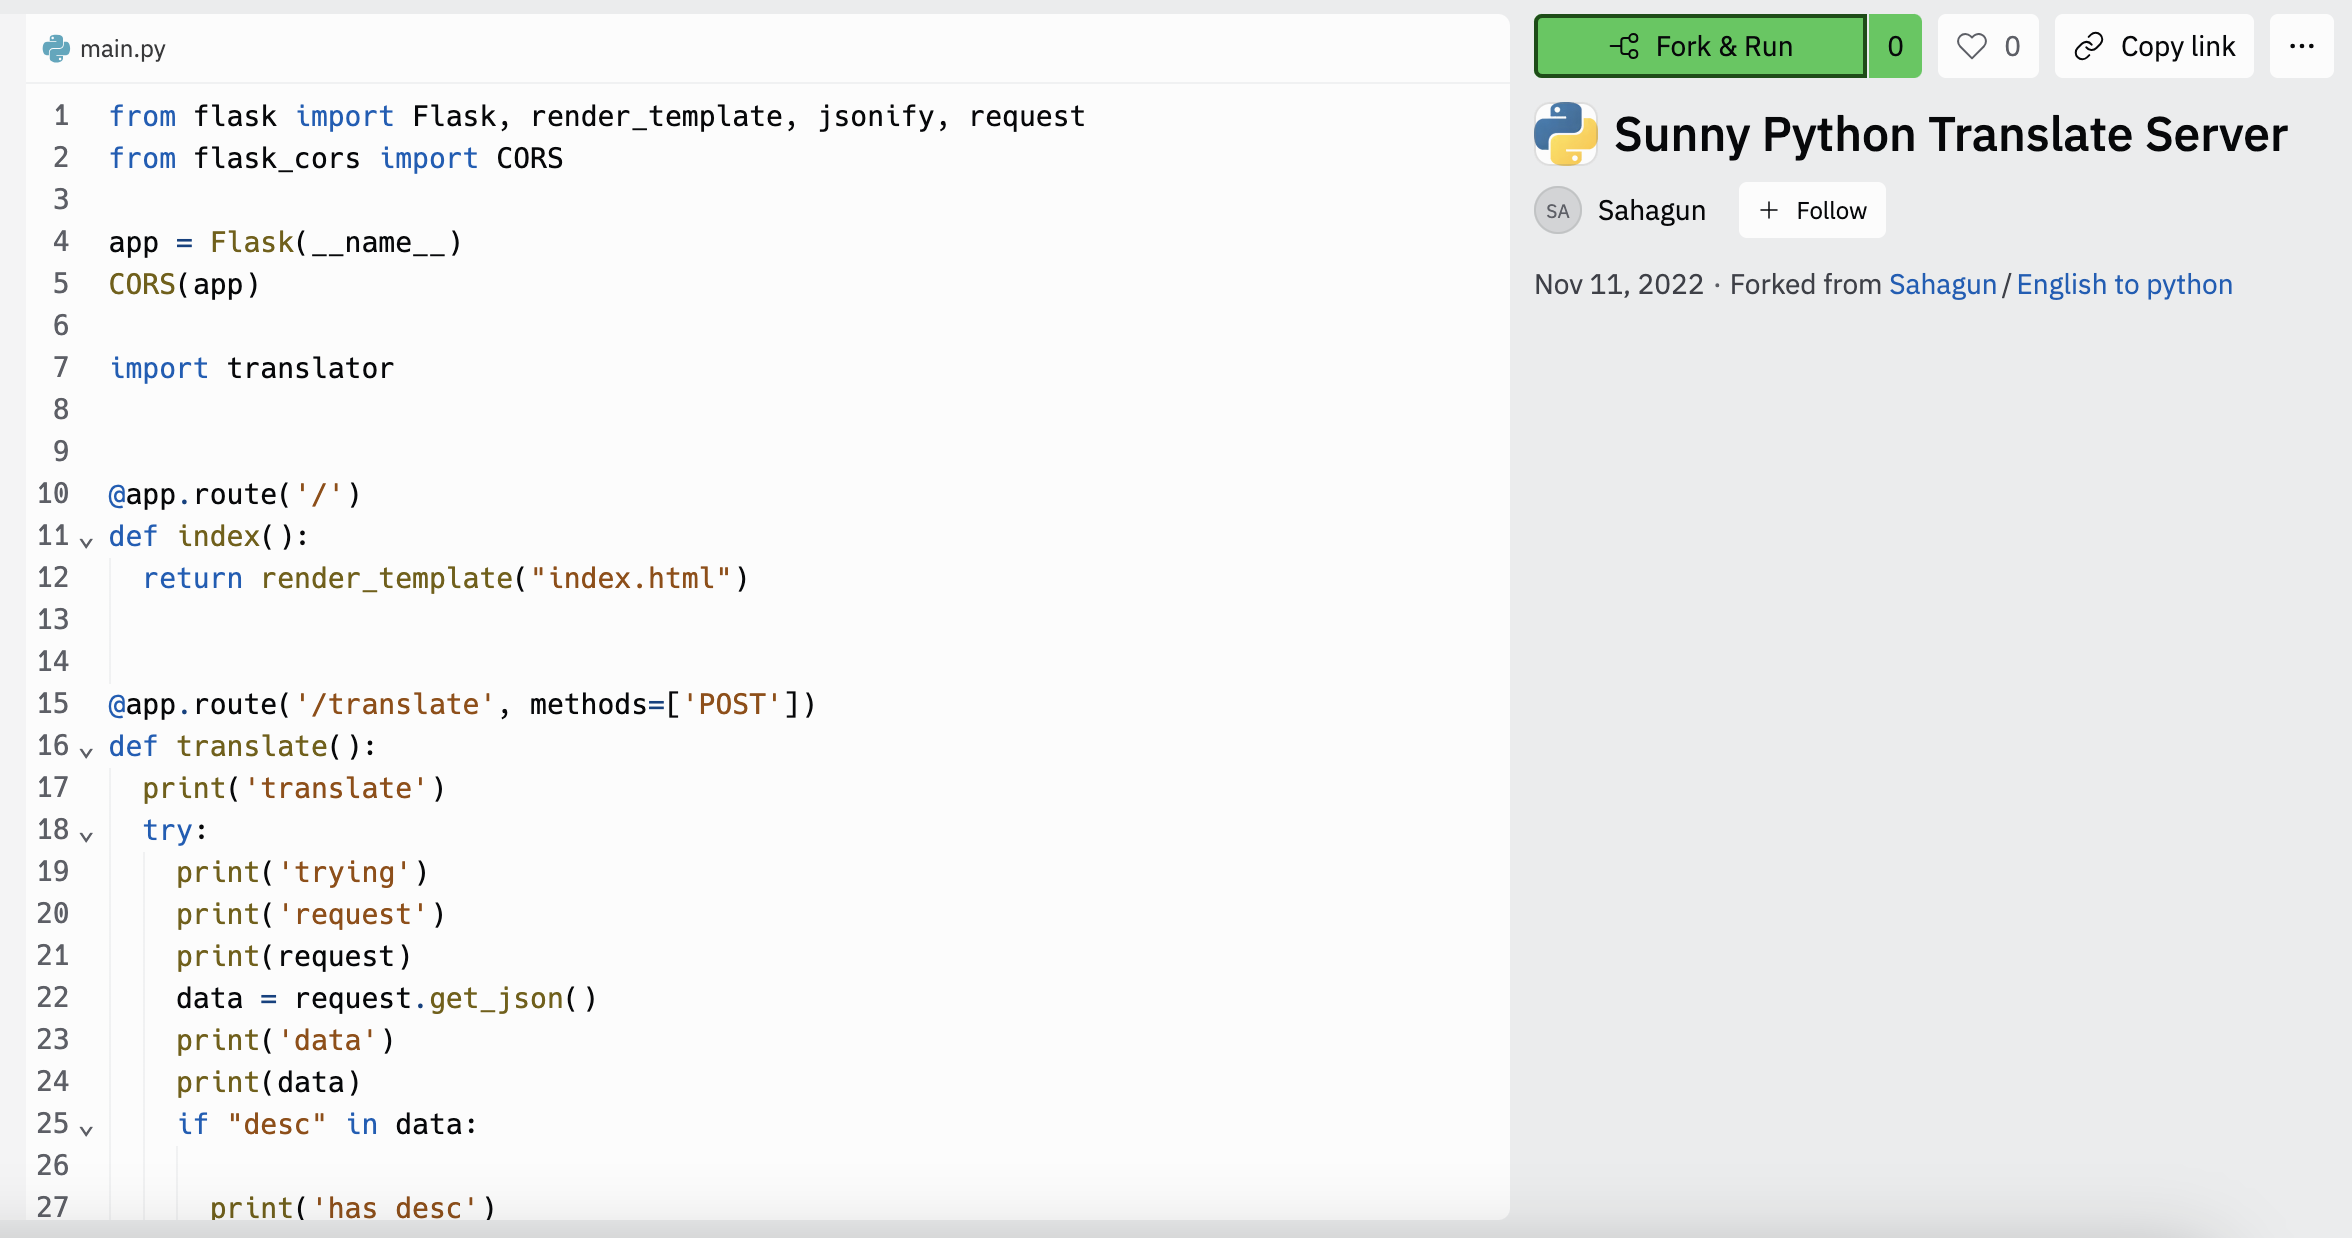 main.py
1 from flask import Flask, render_template, jsonify, request
2 from flask_cors import CORS
3
4 app = Flask(__name__)
5 CORS(app)
6
7 import translator
8
9
10 @app.route('/')
11 def index():
12   return render_template("index.html")
13
14
15 @app.route('/translate', methods=['POST'])
16 def translate():
17   print('translate')
18   try:
19     print('trying')
20     print('request')
21     print(request)
22     data = request.get_json()
23     print('data')
24     print(data)
25     if "desc" in data:
26
27       print('has desc')
Fork & Run 0 0 Copy link ...
Sunny Python Translate Server
SA Sahagun + Follow
Nov 11, 2022 · Forked from Sahagun/English to python